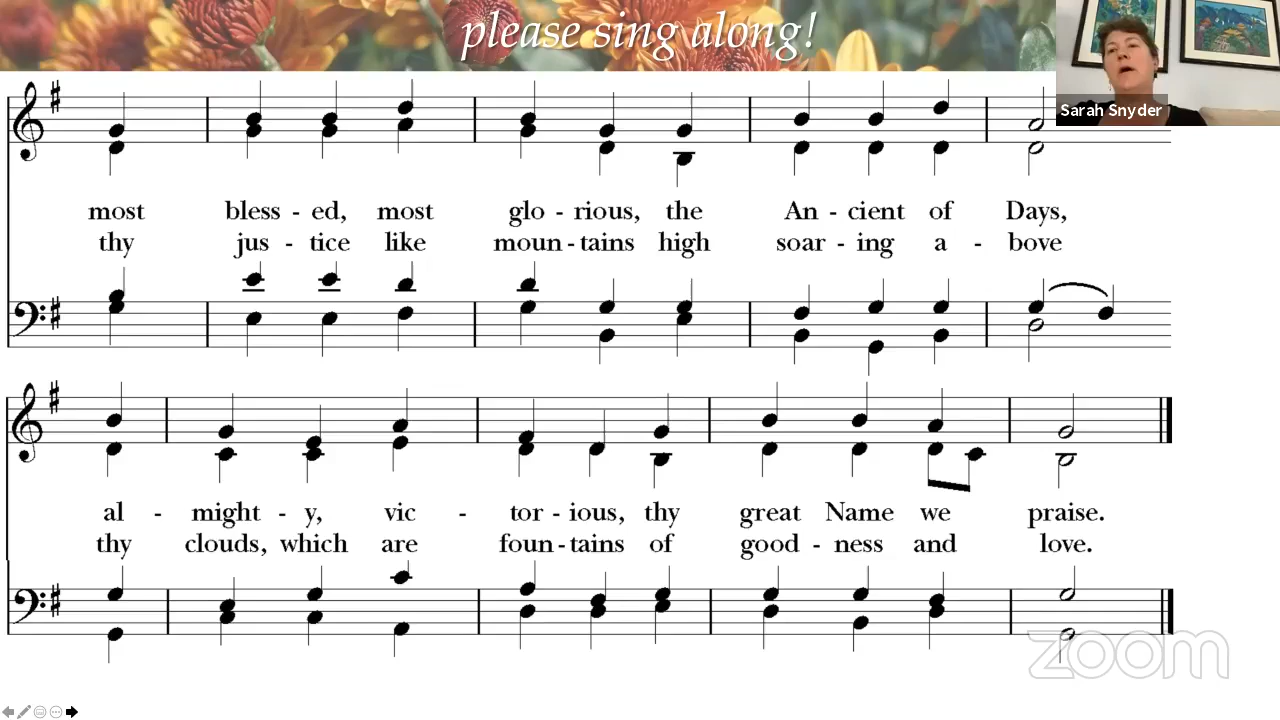 please sing along!
Sarah Snyder
most bless - ed, most glo - rious, the An - cient of Days,
thy jus - tice like moun - tains high soar - ing a - bove
al - might - y, vic - tor - ious, thy great Name we praise.
thy clouds, which are foun - tains of good - ness and love.
zoom